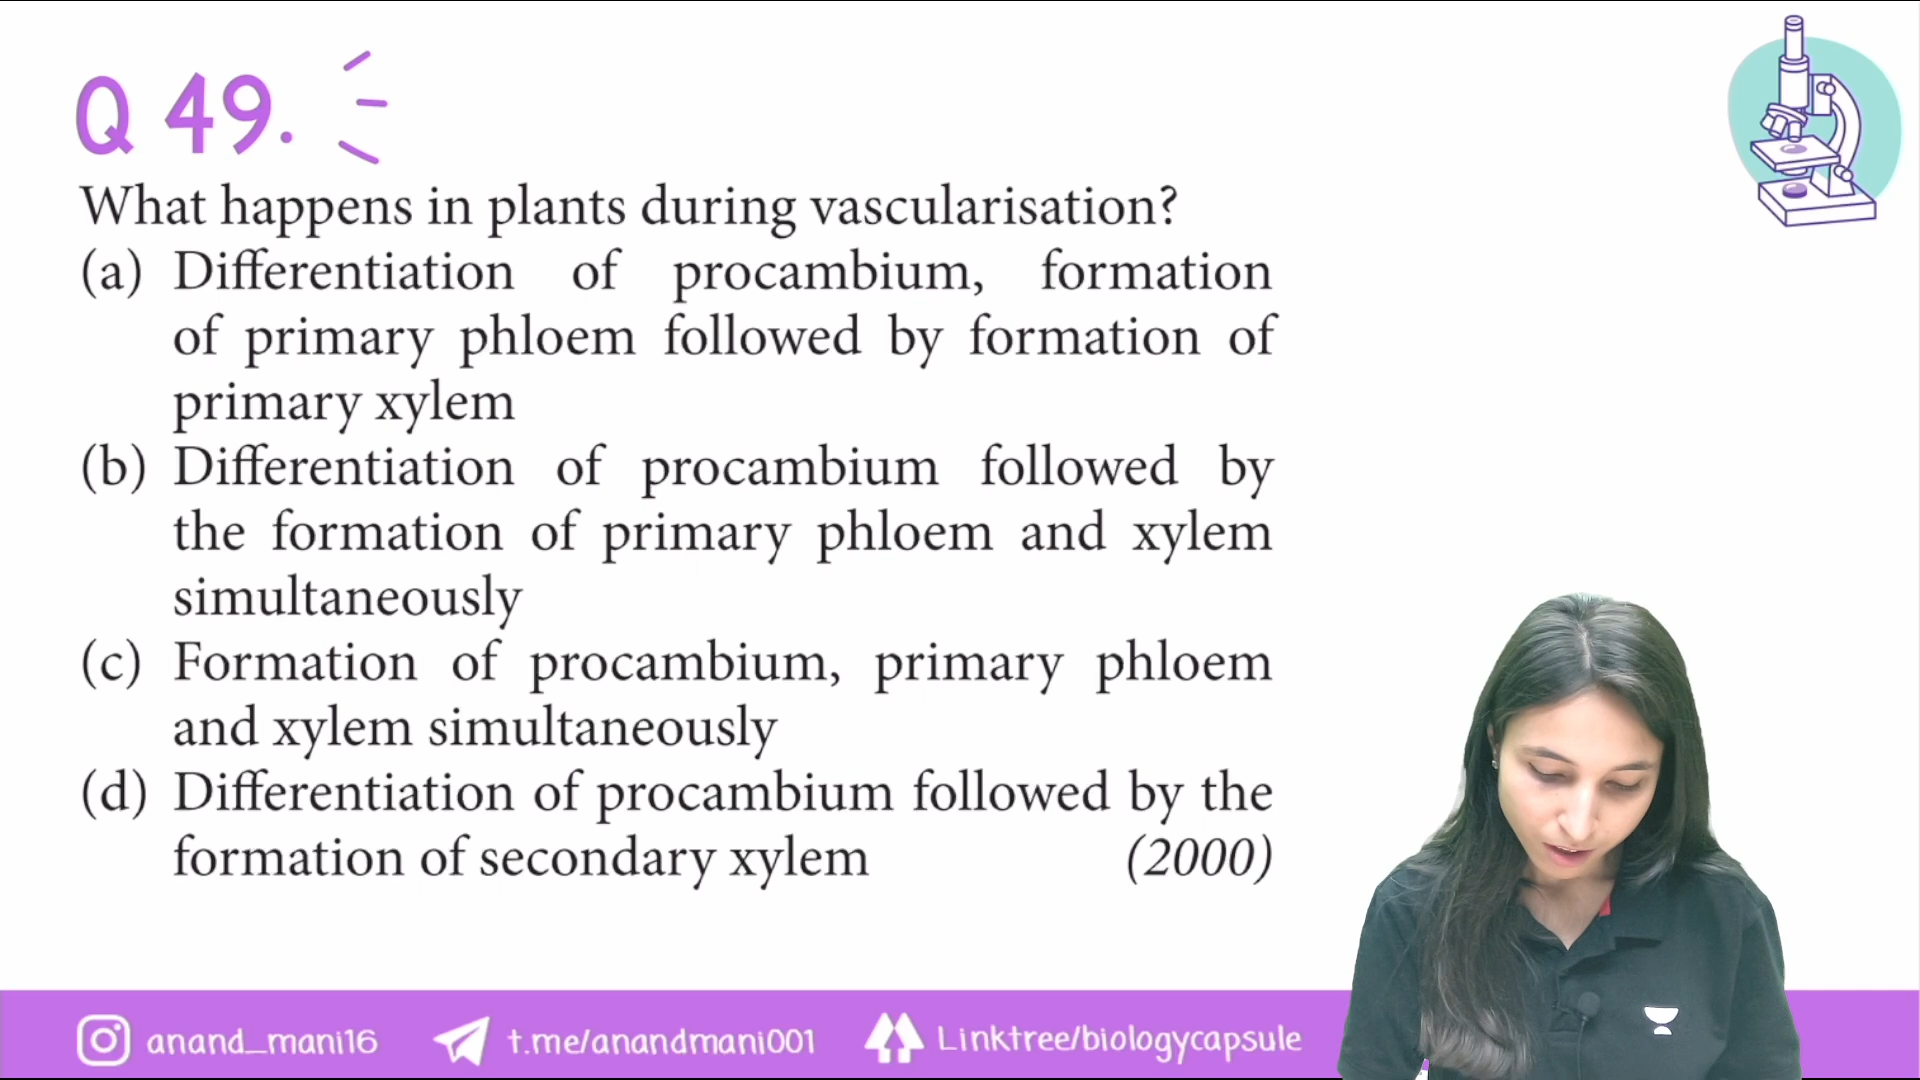 Q 49.
What happens in plants during vascularisation?
(a) Differentiation of procambium, formation
of primary phloem followed by formation of
primary xylem
(b) Differentiation of procambium followed by
the formation of primary phloem and xylem
simultaneously
(c) Formation of procambium, primary phloem
and xylem simultaneously
(d) Differentiation of procambium followed by the
formation of secondary xylem (2000)
anand_mani16 t.me/anandmani001 Linktree/biologycapsule